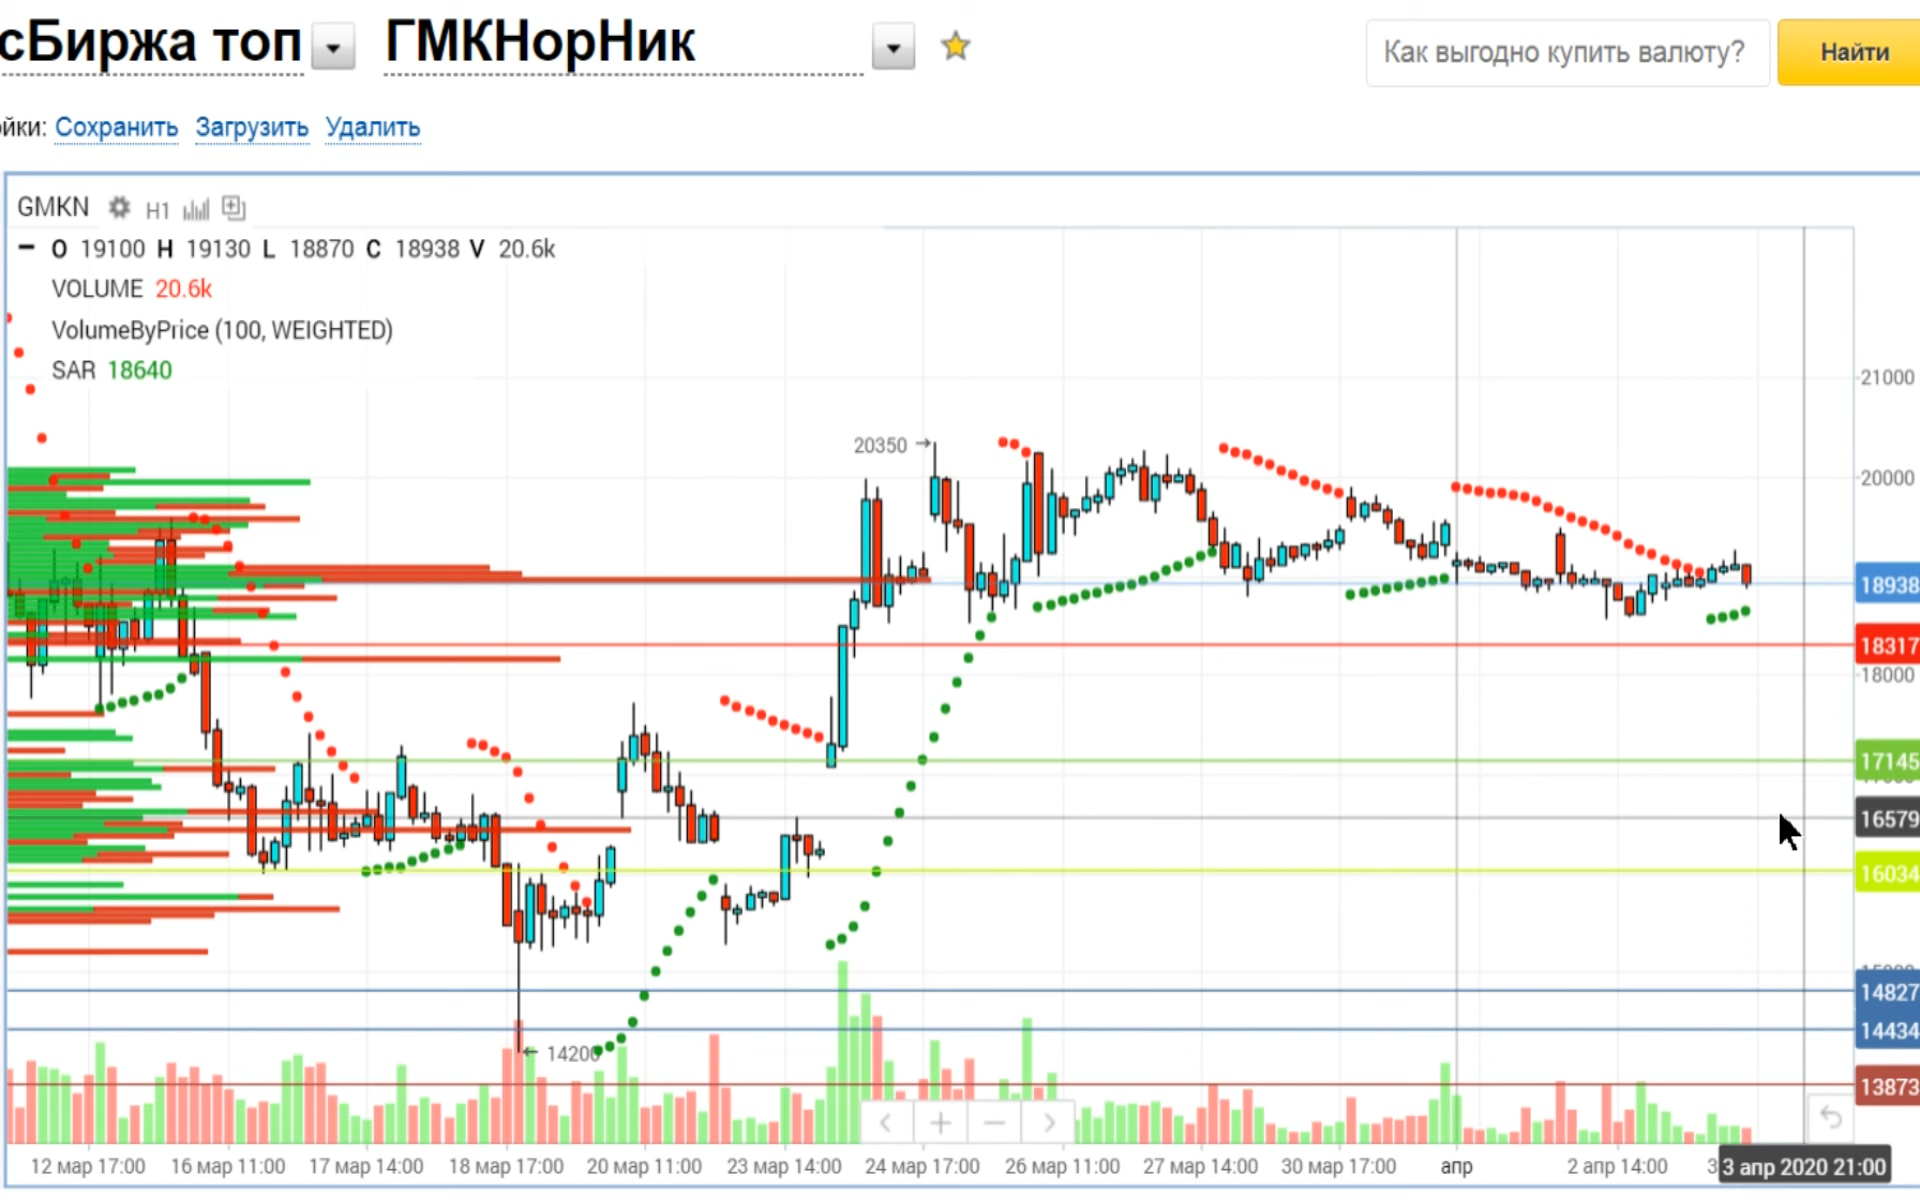 сБиржа топ ГМКНорНик
Как выгодно купить валюту? Найти
йки: Сохранить Загрузить Удалить
GMKN H1
O 19100 H 19130 L 18870 C 18938 V 20.6k
VOLUME 20.6k
VolumeByPrice (100, WEIGHTED)
SAR 18640
21000
20350
20000
18938
18317
18000
17145
16579
16034
14827
14434
14200
13873
12 мар 17:00 16 мар 11:00 17 мар 14:00 18 мар 17:00 20 мар 11:00 23 мар 14:00 24 мар 17:00 26 мар 11:00 27 мар 14:00 30 мар 17:00 апр 2 апр 14:00 3 3 апр 2020 21:00